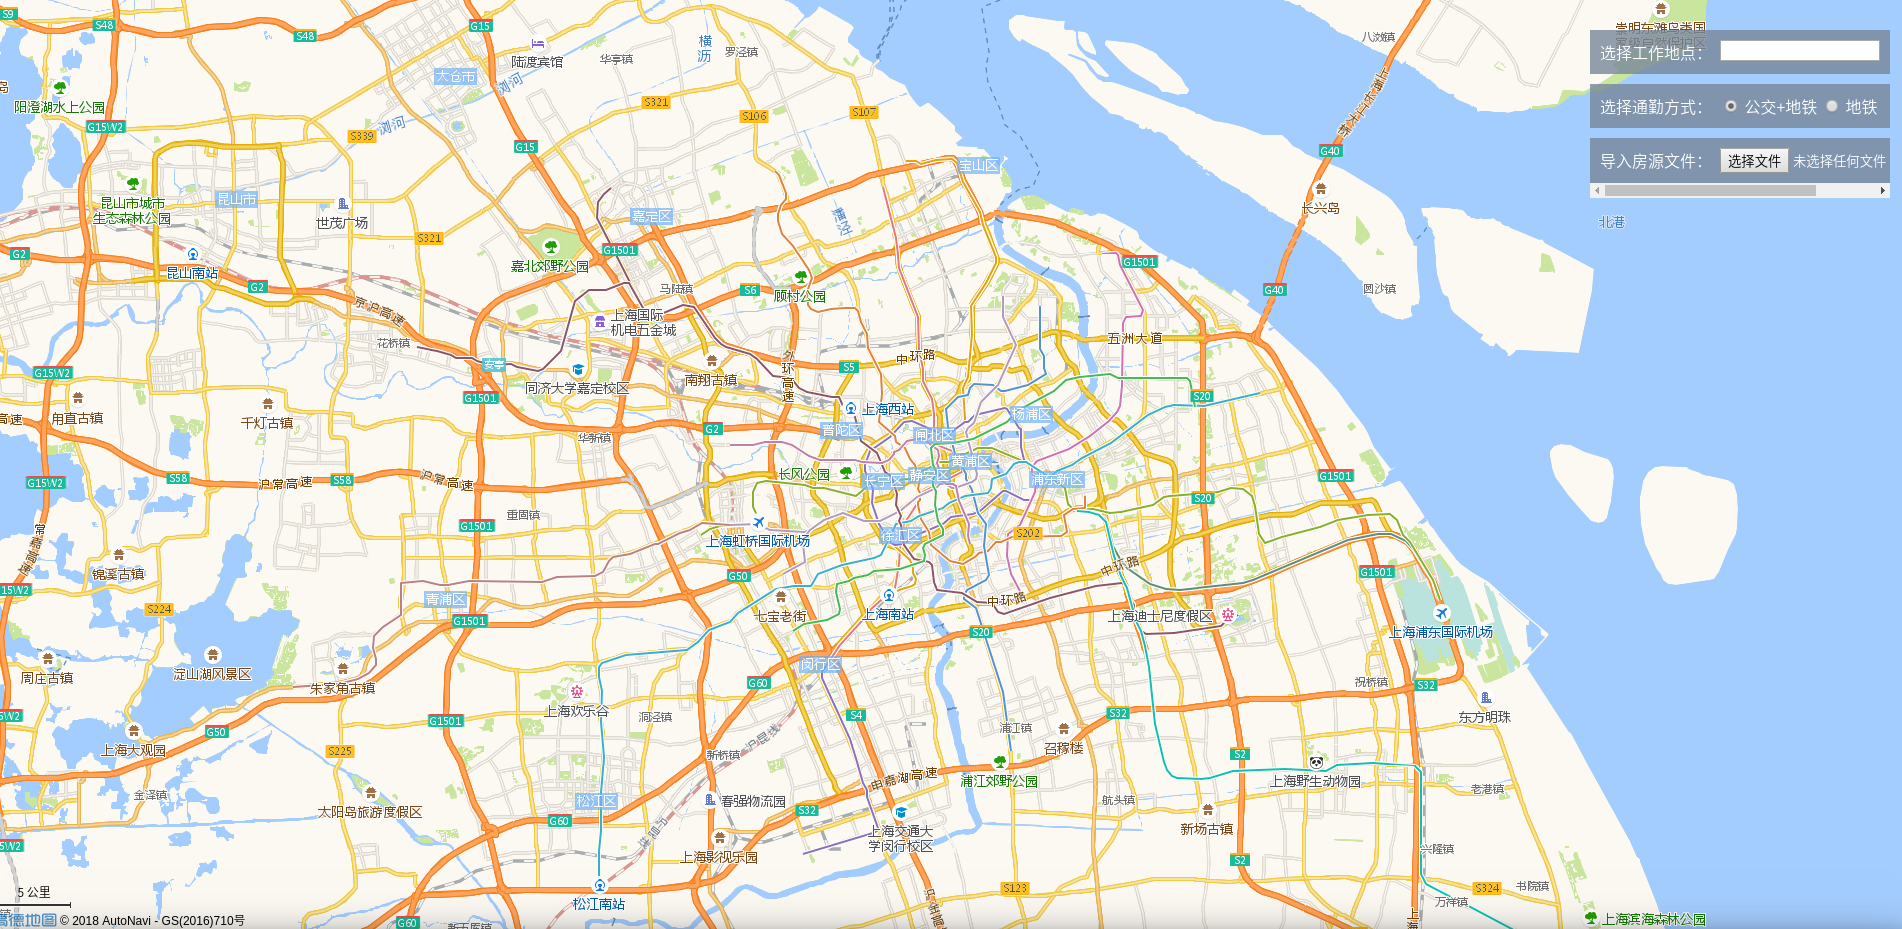 S9
S48
S48
G15
横沥
罗泾镇
陆渡宾馆
华亭镇
八滧镇
崇明东滩鸟类国
选择工作地点：
太仓市
浏河
阳澄湖水上公园
S321
S106
S107
上海长江大桥
选择通勤方式：
公交+地铁
地铁
G15W2
浏河
S339
G15
G40
宝山区
导入房源文件：
选择文件
未选择任何文件
昆山市城市
生态森林公园
昆山市
世茂广场
嘉定区
长兴岛
北港
S321
G1501
G2
昆山南站
嘉北郊野公园
G1501
G2
马陆镇
S6
顾村公园
G40
圆沙镇
京沪高速
上海国际
机电五金城
花桥镇
安亭
外环高速
中环路
五洲大道
G15W2
S5
南翔古镇
同济大学嘉定校区
G1501
S20
甪直古镇
千灯古镇
高速
上海西站
杨浦区
G2
普陀区
闸北区
华新镇
黄浦区
长风公园
静安区
长宁区
浦东新区
G1501
G15W2
S58
沪常高速
S58
沪常高速
S20
重固镇
G1501
常嘉高速
上海虹桥国际机场
徐汇区
S202
锦溪古镇
中环路
G1501
G50
15W2
青浦区
S224
七宝老街
中环路
上海南站
上海迪士尼度假区
G1501
S20
上海浦东国际机场
闵行区
周庄古镇
淀山湖风景区
朱家角古镇
G60
祝桥镇
S32
上海欢乐谷
洞泾镇
S4
S32
东方明珠
W2
G1501
G50
浦江镇
上海大观园
S225
新桥镇
沪昆线
召稼楼
S2
申嘉湖高速
浦江郊野公园
上海野生动物园
金泽镇
松江区
春强物流园
S32
航头镇
老港镇
太阳岛旅游度假区
G60
新场古镇
上海交通大
学闵行校区
5W2
上海影视乐园
兴隆镇
S2
5 公里
松江南站
S123
S324
书院镇
万祥镇
高德地图 © 2018 AutoNavi - GS(2016)710号
G60
上海滨海森林公园